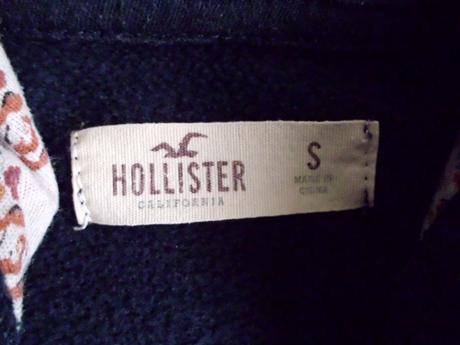 HOLLISTER
CALIFORNIA
S
MADE IN
CHINA